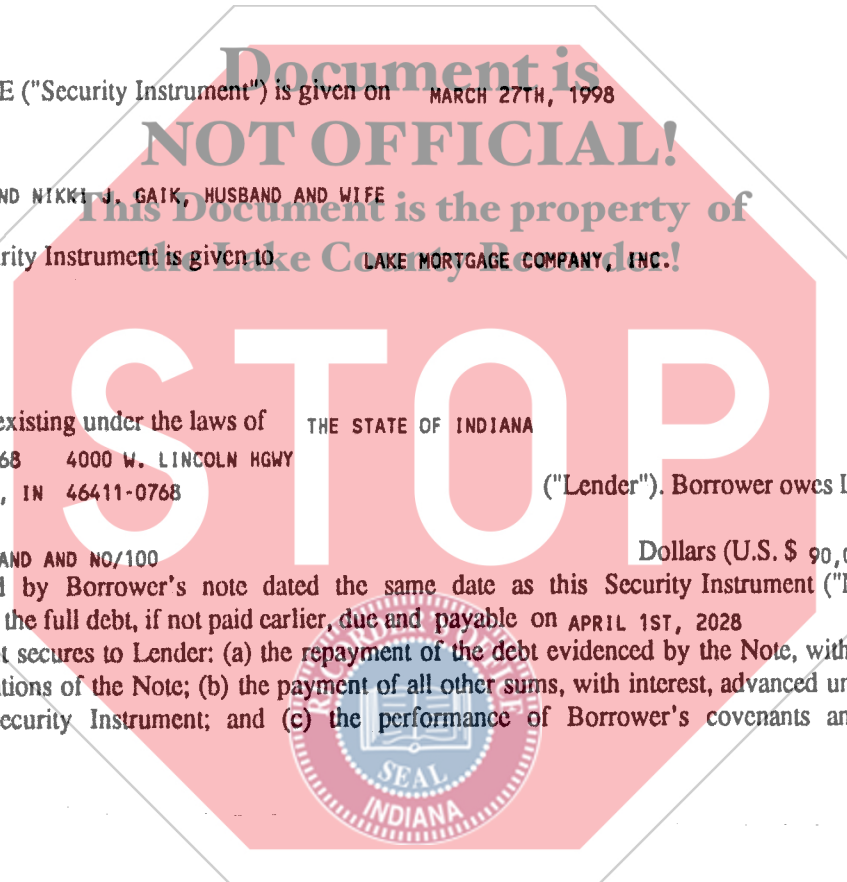 Document is
E ("Security Instrument") is given on MARCH 27TH, 1998
NOT OFFICIAL!
ND NIKKI J. GAIK, HUSBAND AND WIFE
This Document is the property of
rity Instrument is given to LAKE MORTGAGE COMPANY, INC.
the Lake County Recorder!
STOP
existing under the laws of THE STATE OF INDIANA
68 4000 W. LINCOLN HGWY
, IN 46411-0768 ("Lender"). Borrower owes L
AND AND NO/100 Dollars (U.S. $ 90,0
d by Borrower's note dated the same date as this Security Instrument ("N
the full debt, if not paid earlier, due and payable on APRIL 1ST, 2028
t secures to Lender: (a) the repayment of the debt evidenced by the Note, with
tions of the Note; (b) the payment of all other sums, with interest, advanced un
ecurity Instrument; and (c) the performance of Borrower's covenants an
SEAL
INDIANA